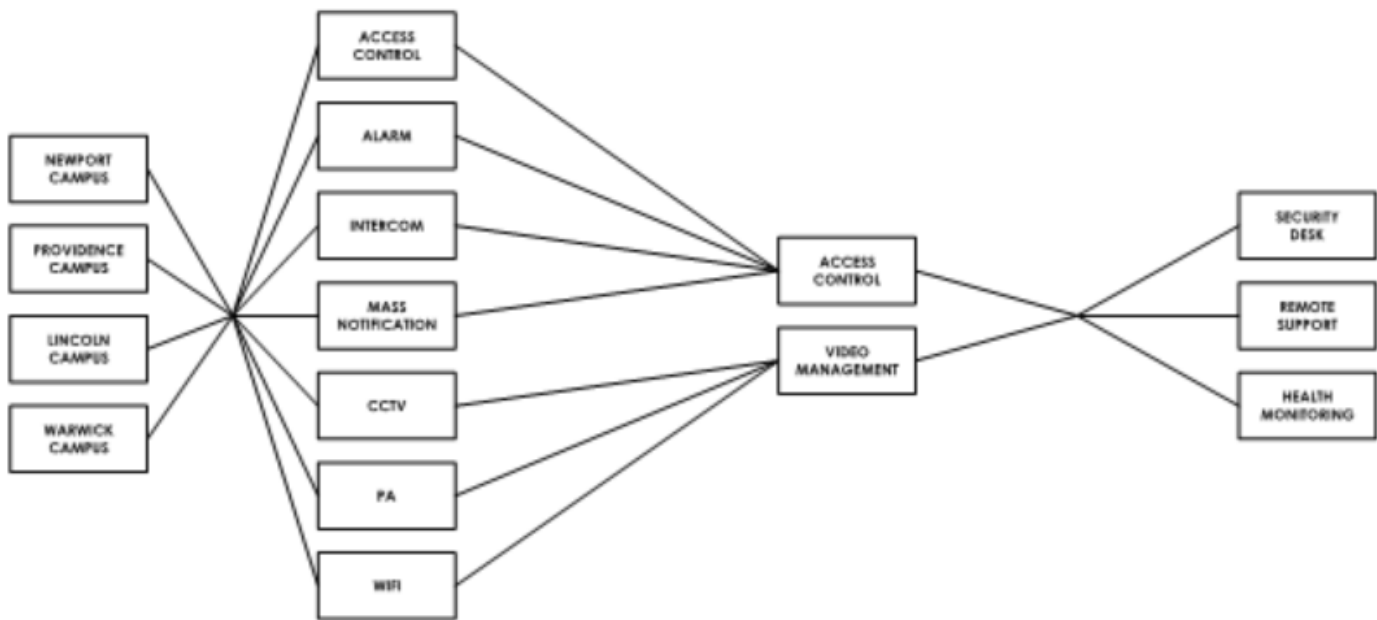 NEWPORT
CAMPUS
PROVIDENCE
CAMPUS
LINCOLN
CAMPUS
WARWICK
CAMPUS
ACCESS
CONTROL
ALARM
INTERCOM
MASS
NOTIFICATION
CCTV
PA
WIFI
ACCESS
CONTROL
VIDEO
MANAGEMENT
SECURITY
DESK
REMOTE
SUPPORT
HEALTH
MONITORING